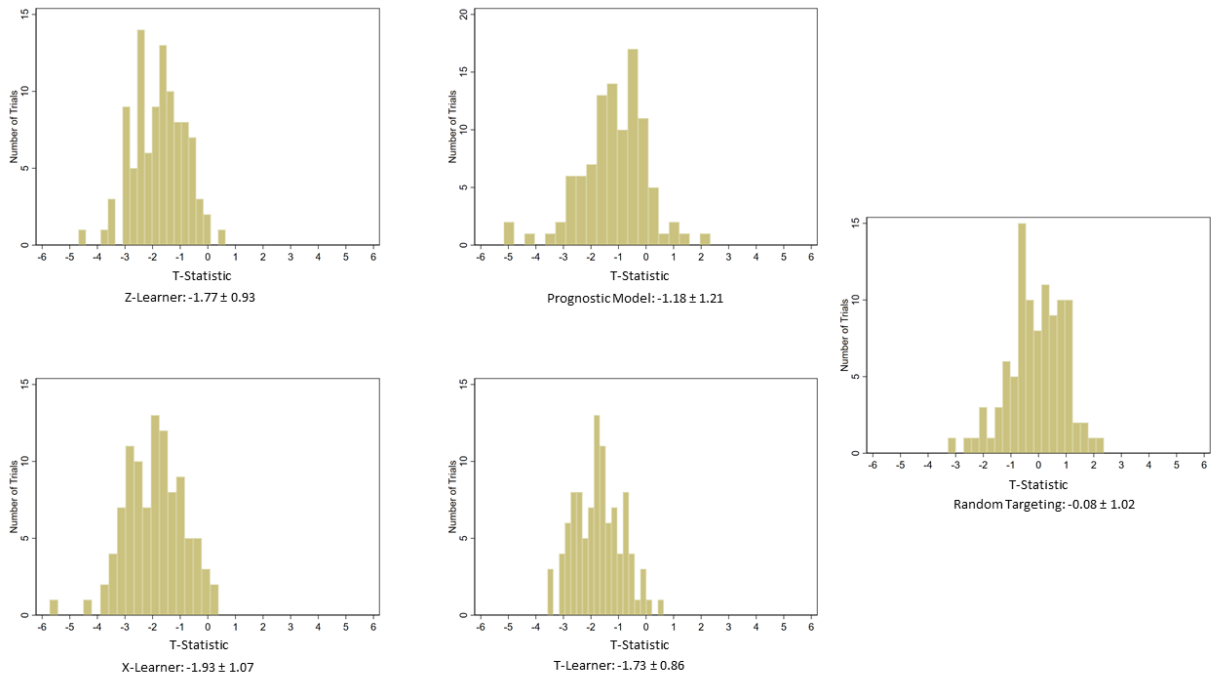 15
10
5
0
Number of Trials
-6 -5 -4 -3 -2 -1 0 1 2 3 4 5 6
T-Statistic
Z-Learner: -1.77 ± 0.93
20
15
10
5
0
Number of Trials
-6 -5 -4 -3 -2 -1 0 1 2 3 4 5 6
T-Statistic
Prognostic Model: -1.18 ± 1.21
15
10
5
0
Number of Trials
-6 -5 -4 -3 -2 -1 0 1 2 3 4 5 6
T-Statistic
Random Targeting: -0.08 ± 1.02
15
10
5
0
Number of Trials
-6 -5 -4 -3 -2 -1 0 1 2 3 4 5 6
T-Statistic
X-Learner: -1.93 ± 1.07
15
10
5
0
Number of Trials
-6 -5 -4 -3 -2 -1 0 1 2 3 4 5 6
T-Statistic
T-Learner: -1.73 ± 0.86